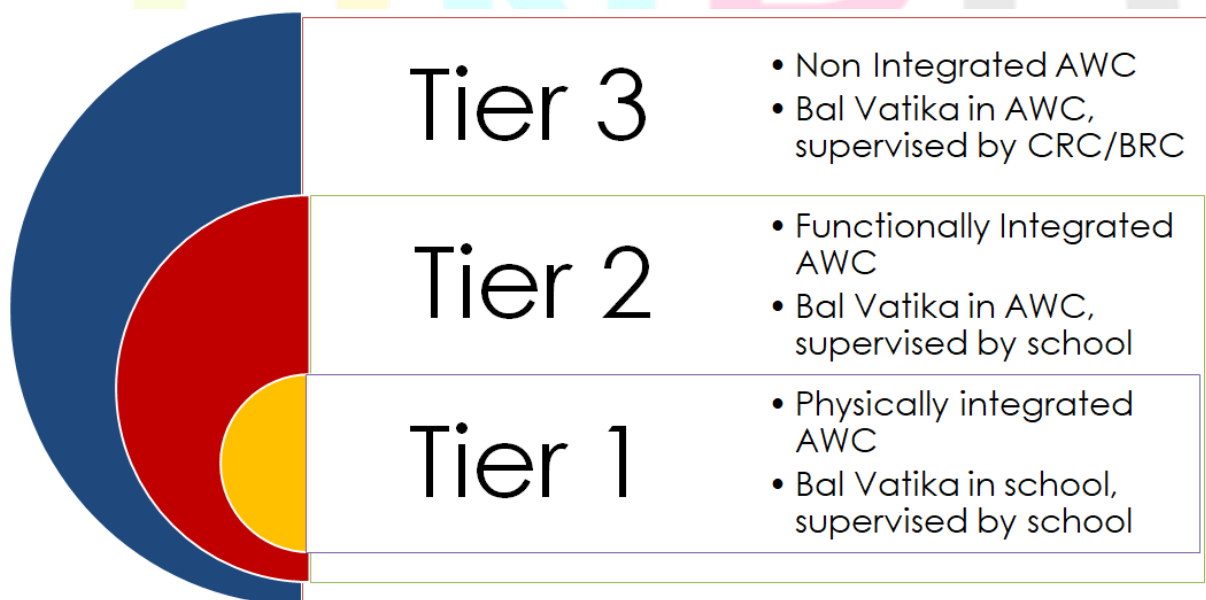 Tier 3
• Non Integrated AWC
• Bal Vatika in AWC,
supervised by CRC/BRC
Tier 2
• Functionally Integrated
AWC
• Bal Vatika in AWC,
supervised by school
Tier 1
• Physically integrated
AWC
• Bal Vatika in school,
supervised by school